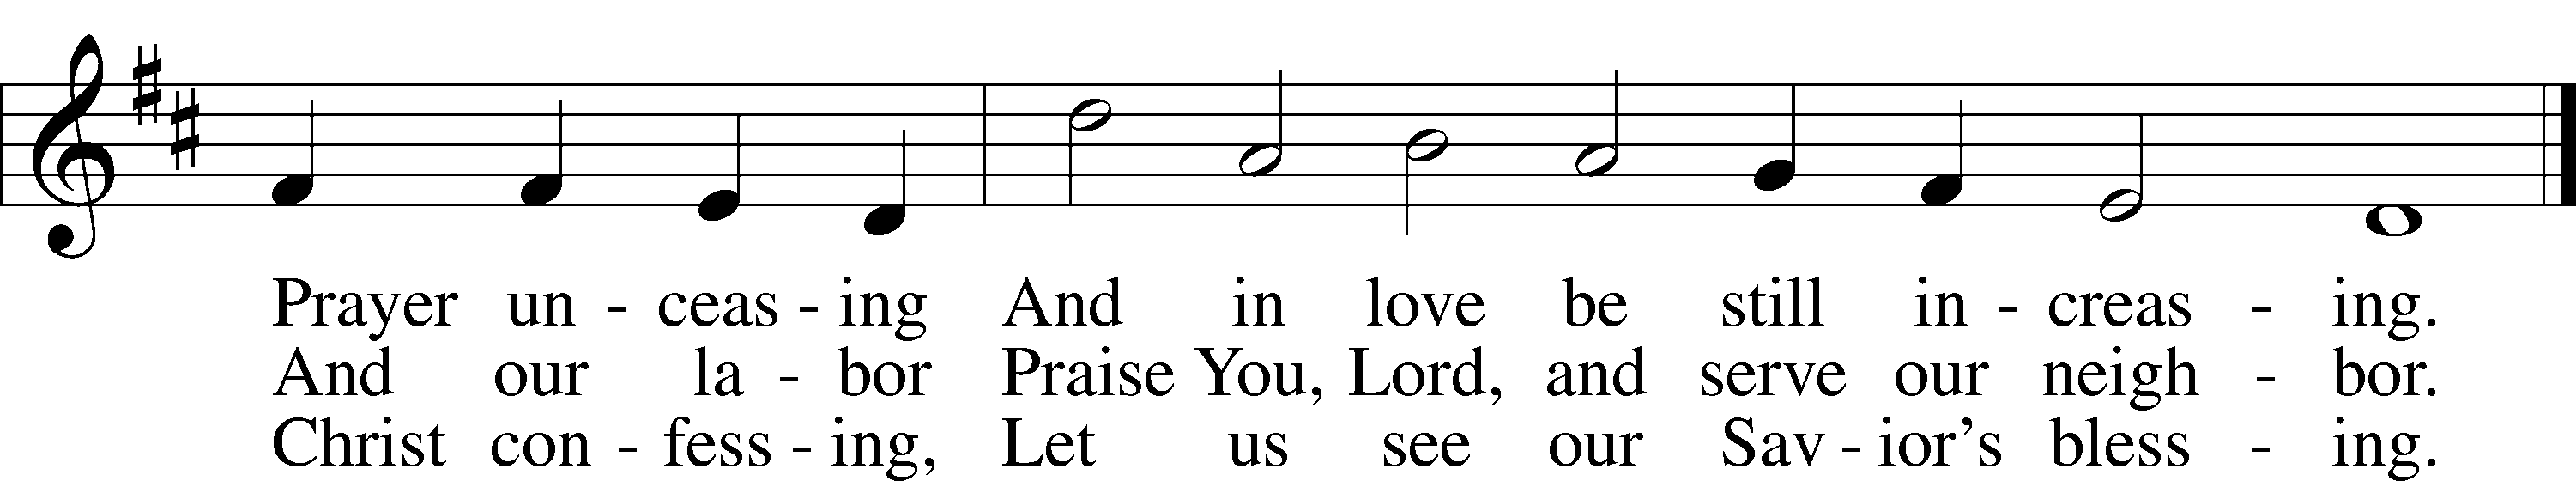 Prayer un - ceas - ing And in love be still in - creas - ing.
And our la - bor Praise You, Lord, and serve our neigh - bor.
Christ con - fess - ing, Let us see our Sav - ior's bless - ing.